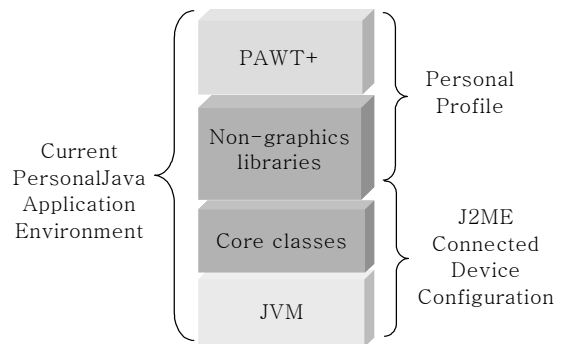 PAWT+
Personal
Profile
Non-graphics
libraries
Current
PersonalJava
Application
Environment
Core classes
J2ME
Connected
Device
Configuration
JVM